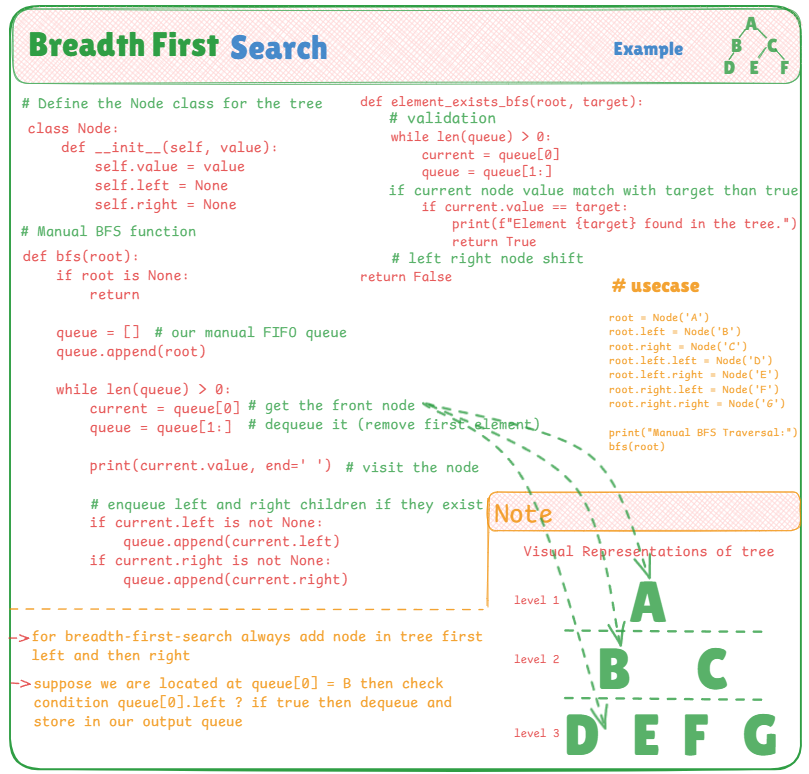 Breadth First Search
Example
A
B C
D E F
# Define the Node class for the tree
class Node:
def __init__(self, value):
self.value = value
self.left = None
self.right = None
# Manual BFS function
def bfs(root):
if root is None:
return
queue = [] # our manual FIFO queue
queue.append(root)
while len(queue) > 0:
current = queue[0] # get the front node
queue = queue[1:] # dequeue it (remove first element)
print(current.value, end=' ') # visit the node
# enqueue left and right children if they exist
if current.left is not None:
queue.append(current.left)
if current.right is not None:
queue.append(current.right)
def element_exists_bfs(root, target):
# validation
while len(queue) > 0:
current = queue[0]
queue = queue[1:]
if current node value match with target than true
if current.value == target:
print(f"Element {target} found in the tree.")
return True
# left right node shift
return False
# usecase
root = Node('A')
root.left = Node('B')
root.right = Node('C')
root.left.left = Node('D')
root.left.right = Node('E')
root.right.left = Node('F')
root.right.right = Node('G')
print("Manual BFS Traversal:")
bfs(root)
-> for breadth-first-search always add node in tree first
left and then right
-> suppose we are located at queue[0] = B then check
condition queue[0].left ? if true then dequeue and
store in our output queue
Note
Visual Representations of tree
level 1 A
level 2 B C
level 3 D E F G